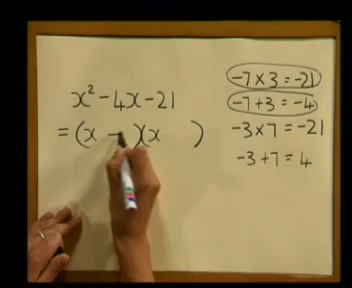 x² - 4x - 21
= (x - )(x )
-7 × 3 = -21
-7 + 3 = -4
-3 × 7 = -21
-3 + 7 = 4